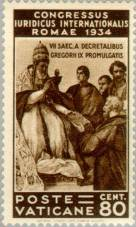 CONGRESSUS
IURIDICUS INTERNATIONALIS
ROMAE • 1934
VII SAEC. A DECRETALIBUS
GREGORII IX PROMULGATIS
POSTE CENT.
VATICANE 80